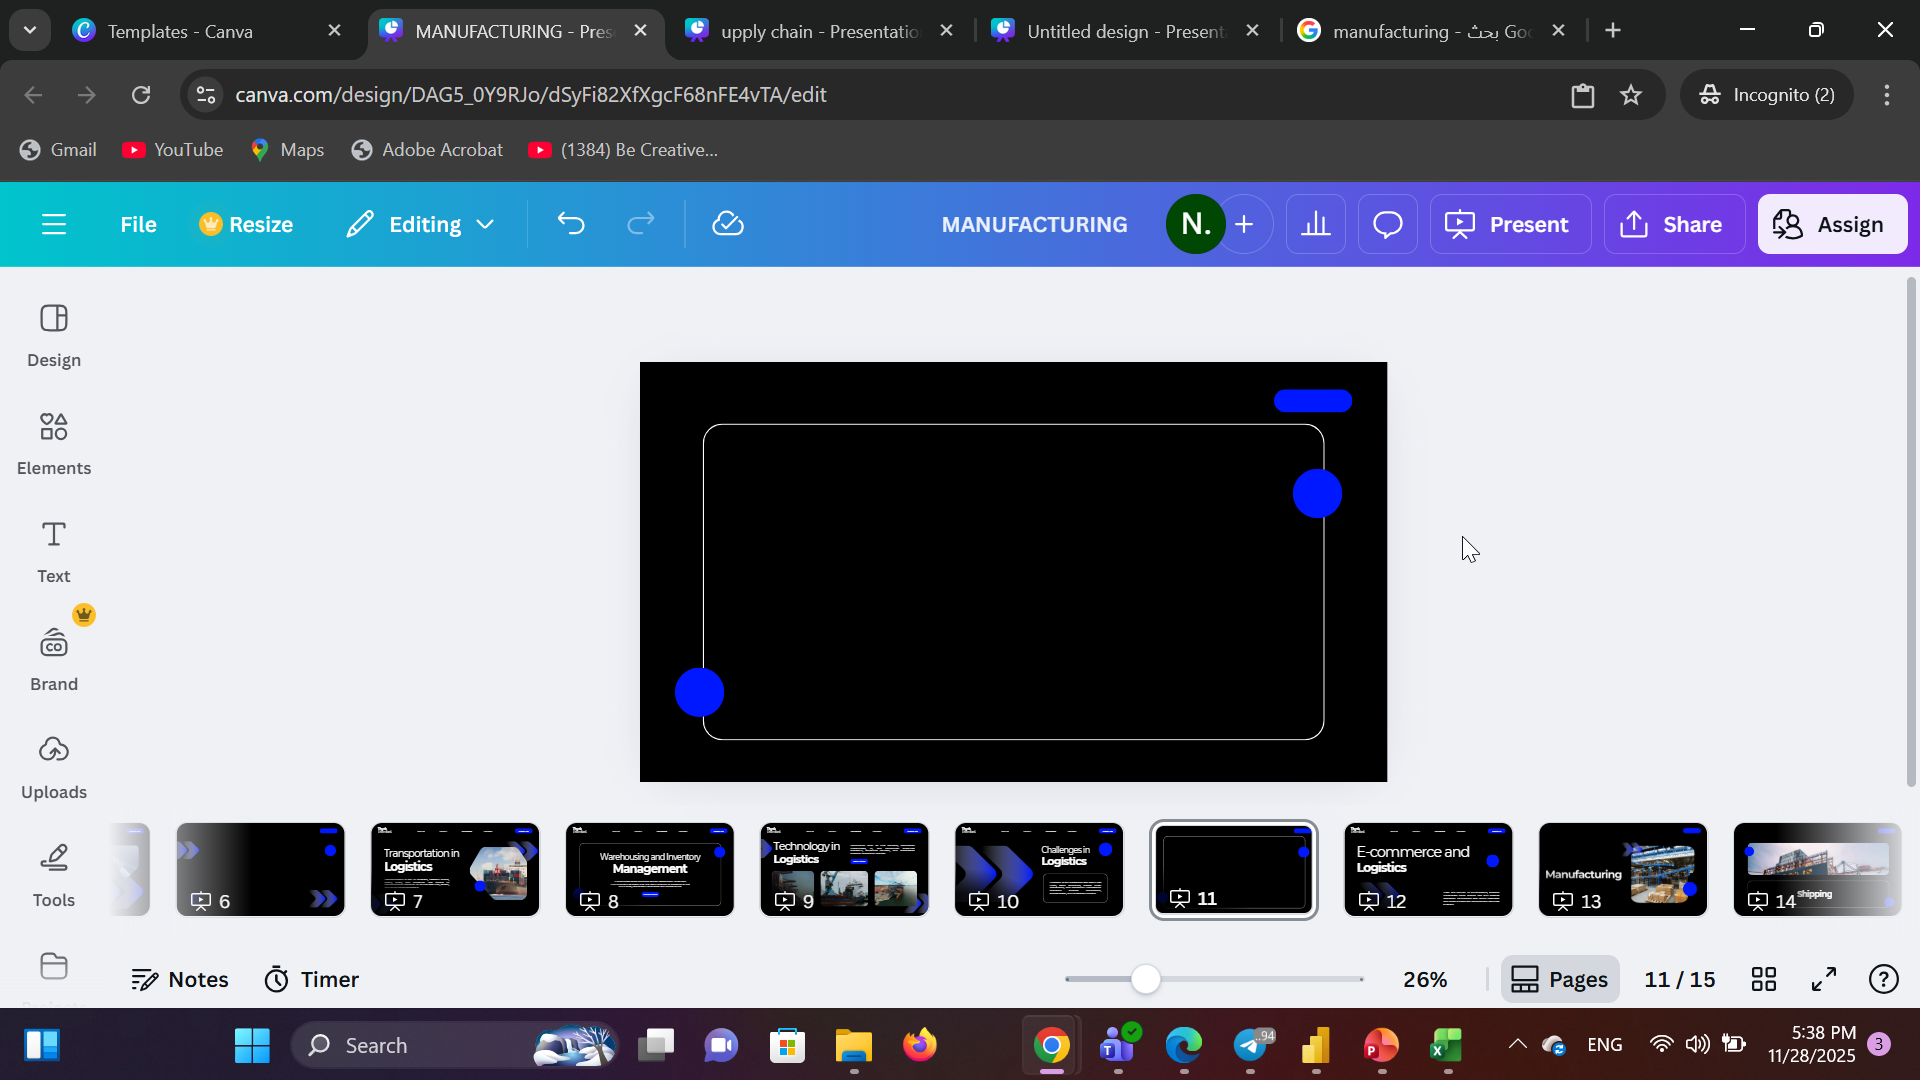 Templates - Canva
MANUFACTURING - Pres
upply chain - Presentatio
Untitled design - Present
manufacturing - بحث Goo
canva.com/design/DAG5_0Y9RJo/dSyFi82XfXgcF68nFE4vTA/edit
Incognito (2)
Gmail
YouTube
Maps
Adobe Acrobat
(1384) Be Creative...
File
Resize
Editing
MANUFACTURING
N.
Present
Share
Assign
Design
Elements
Text
CO
Brand
Uploads
Tools
6
Transportation in
Logistics
7
Warehousing and Inventory
Management
8
Technology in
Logistics
9
Challenges in
Logistics
10
11
E-commerce and
Logistics
12
Manufacturing
13
Shipping
14
Notes
Timer
26%
Pages
11 / 15
Search
..94
ENG
5:38 PM
11/28/2025
3